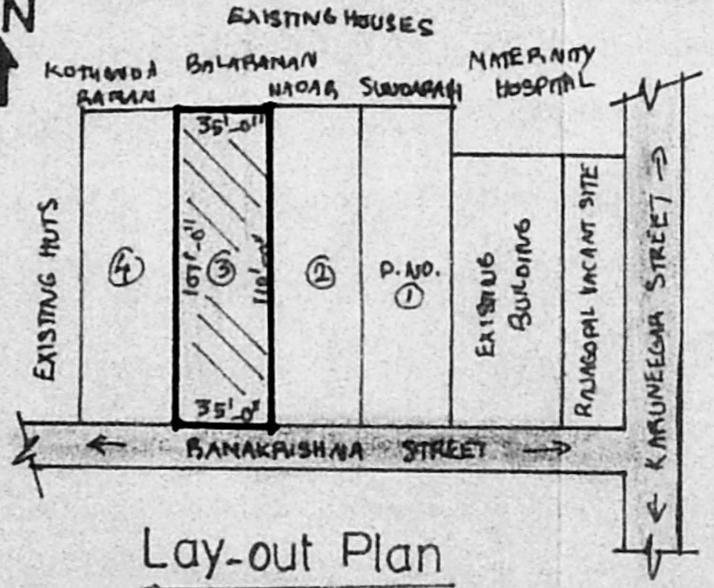 N
EXISTING HOUSES
KOTHANDA
RAMAN
BALARAMAN
NADAR
SUNDARAM
MATERNITY
HOSPITAL
35'-0"
107'-0"
110'-0"
35'-0"
4
3
2
P.NO.
1
EXISTING HUTS
EXISTING
BUILDING
RAJAGOPAL VACANT SITE
KARUNEEGAR STREET
RAMAKRISHNA STREET
Lay-out Plan